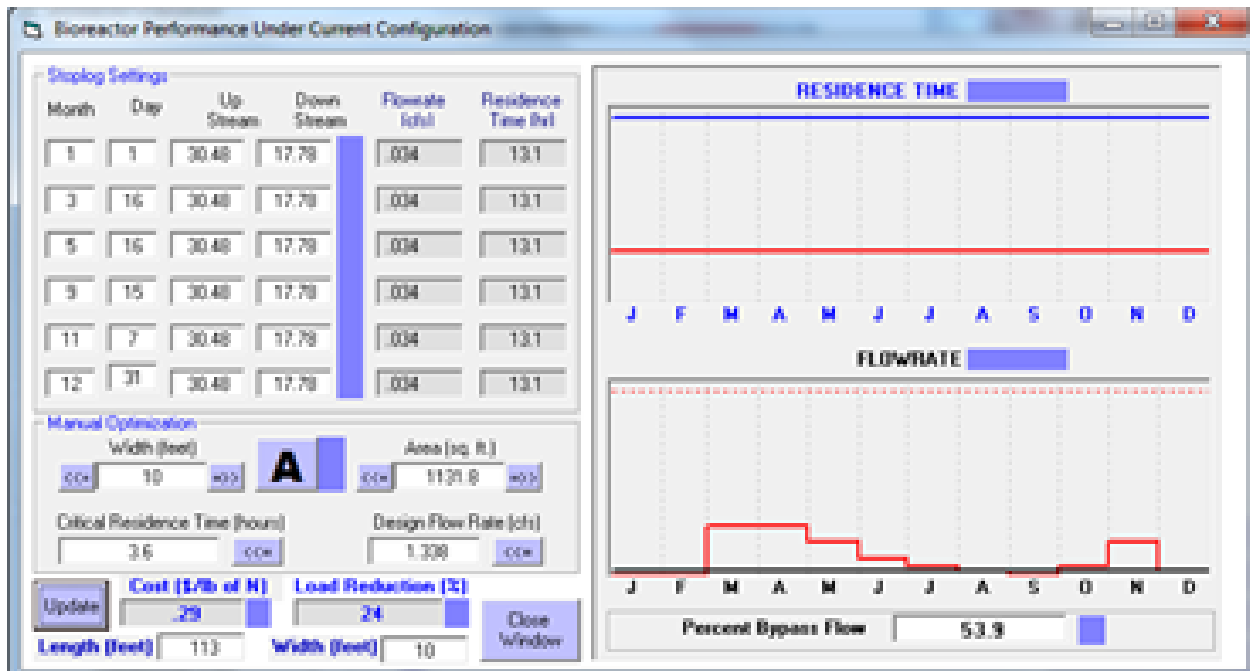 Bioreactor Performance Under Current Configuration
Stoplog Settings
Month Day Up Stream Down Stream Flowrate (cfs) Residence Time (hr)
1 1 30.48 17.78 .034 13.1
3 16 30.48 17.78 .034 13.1
5 16 30.48 17.78 .034 13.1
9 15 30.48 17.78 .034 13.1
11 7 30.48 17.78 .034 13.1
12 31 30.48 17.78 .034 13.1
Manual Optimization
Width (feet) Area (sq. ft.)
<<= 10 =>> A <<= 1131.8 =>>
Critical Residence Time (hours) Design Flow Rate (cfs)
3.6 <<= 1.338 <<=
Update Cost ($/lb of N) Load Reduction (%)
.29 24 Close Window
Length (feet) 113 Width (feet) 10
RESIDENCE TIME
J F M A M J J A S O N D
FLOWRATE
J F M A M J J A S O N D
Percent Bypass Flow 53.9